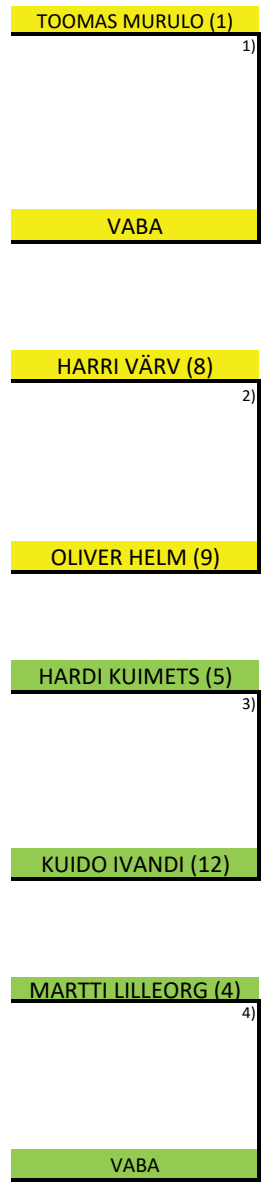 TOOMAS MURULO (1)
1)
VABA
HARRI VÄRV (8)
2)
OLIVER HELM (9)
HARDI KUIMETS (5)
3)
KUIDO IVANDI (12)
MARTTI LILLEORG (4)
4)
VABA